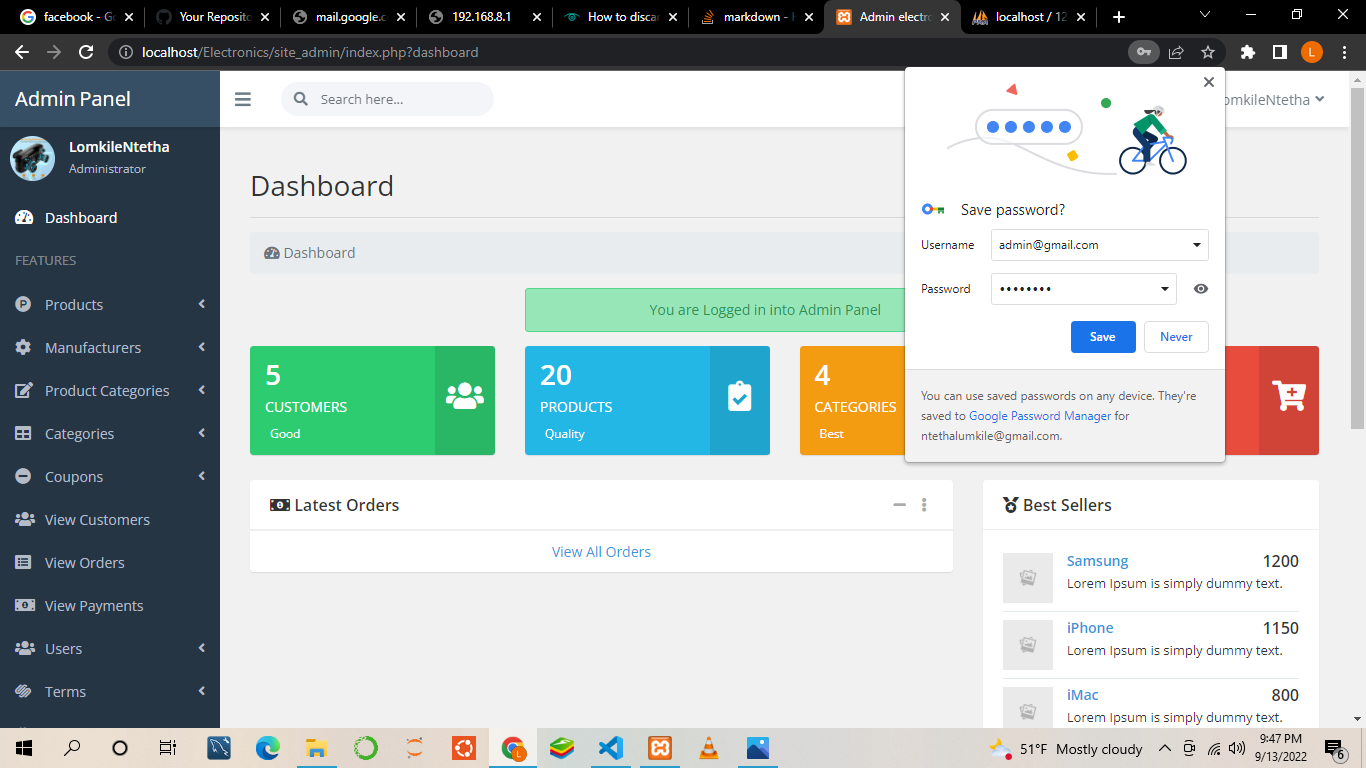 facebook - Go
Your Reposito
mail.google.c
192.168.8.1
How to discar
markdown - H
Admin electro
localhost / 12
localhost/Electronics/site_admin/index.php?dashboard
L
Admin Panel
Search here...
omkileNtetha
LomkileNtetha
Administrator
Dashboard
FEATURES
Products
Manufacturers
Product Categories
Categories
Coupons
View Customers
View Orders
View Payments
Users
Terms
Dashboard
Dashboard
You are Logged in into Admin Panel
5
CUSTOMERS
Good
20
PRODUCTS
Quality
4
CATEGORIES
Best
Save password?
Username
admin@gmail.com
Password
••••••••
Save
Never
You can use saved passwords on any device. They're
saved to Google Password Manager for
ntethalumkile@gmail.com.
Latest Orders
View All Orders
Best Sellers
Samsung 1200
Lorem Ipsum is simply dummy text.
iPhone 1150
Lorem Ipsum is simply dummy text.
iMac 800
Lorem Ipsum is simply dummy text.
L
51°F Mostly cloudy
9:47 PM
9/13/2022
6